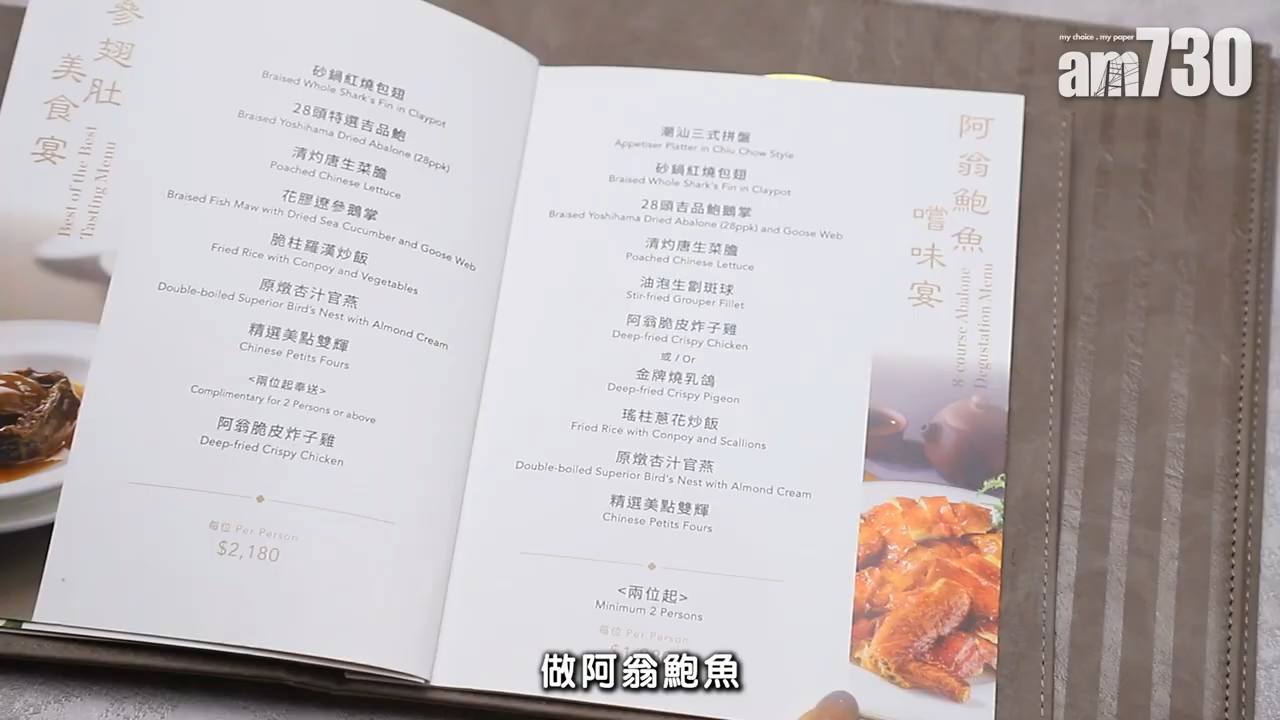 參翅肚
美食宴
Best of the Best
Tasting Menu
砂鍋紅燒包翅
Braised Whole Shark's Fin in Claypot
28頭特選吉品鮑
Braised Yoshihama Dried Abalone (28ppk)
清灼唐生菜膽
Poached Chinese Lettuce
花膠遼參鵝掌
Braised Fish Maw with Dried Sea Cucumber and Goose Web
脆柱羅漢炒飯
Fried Rice with Conpoy and Vegetables
原燉杏汁官燕
Double-boiled Superior Bird's Nest with Almond Cream
精選美點雙輝
Chinese Petits Fours
<兩位起奉送>
Complimentary for 2 Persons or above
阿翁脆皮炸子雞
Deep-fried Crispy Chicken
每位 Per Person
$2,180
潮汕三式拼盤
Appetiser Platter in Chiu Chow Style
砂鍋紅燒包翅
Braised Whole Shark's Fin in Claypot
28頭吉品鮑鵝掌
Braised Yoshihama Dried Abalone (28ppk) and Goose Web
清灼唐生菜膽
Poached Chinese Lettuce
油泡生劏斑球
Stir-fried Grouper Fillet
阿翁脆皮炸子雞
Deep-fried Crispy Chicken
或 / Or
金牌燒乳鴿
Deep-fried Crispy Pigeon
瑤柱蔥花炒飯
Fried Rice with Conpoy and Scallions
原燉杏汁官燕
Double-boiled Superior Bird's Nest with Almond Cream
精選美點雙輝
Chinese Petits Fours
<兩位起>
Minimum 2 Persons
每位 Per Person
阿翁鮑魚
嚐味宴
8-course Abalone
Degustation Menu
my choice . my paper
am730
做阿翁鮑魚